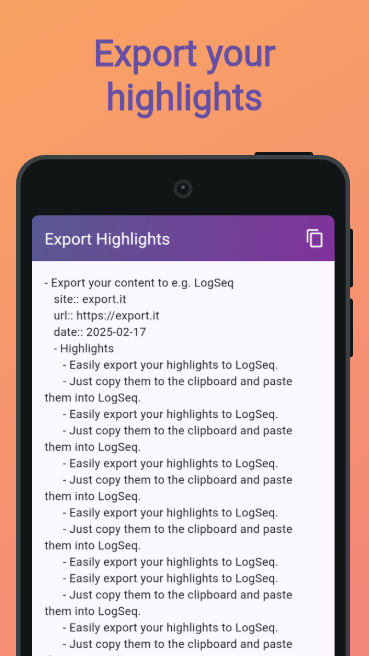 Export your
highlights
Export Highlights
- Export your content to e.g. LogSeq
site:: export.it
url:: https://export.it
date:: 2025-02-17
- Highlights
- Easily export your highlights to LogSeq.
- Just copy them to the clipboard and paste
them into LogSeq.
- Easily export your highlights to LogSeq.
- Just copy them to the clipboard and paste
them into LogSeq.
- Easily export your highlights to LogSeq.
- Just copy them to the clipboard and paste
them into LogSeq.
- Easily export your highlights to LogSeq.
- Just copy them to the clipboard and paste
them into LogSeq.
- Easily export your highlights to LogSeq.
- Easily export your highlights to LogSeq.
- Just copy them to the clipboard and paste
them into LogSeq.
- Easily export your highlights to LogSeq.
- Just copy them to the clipboard and paste